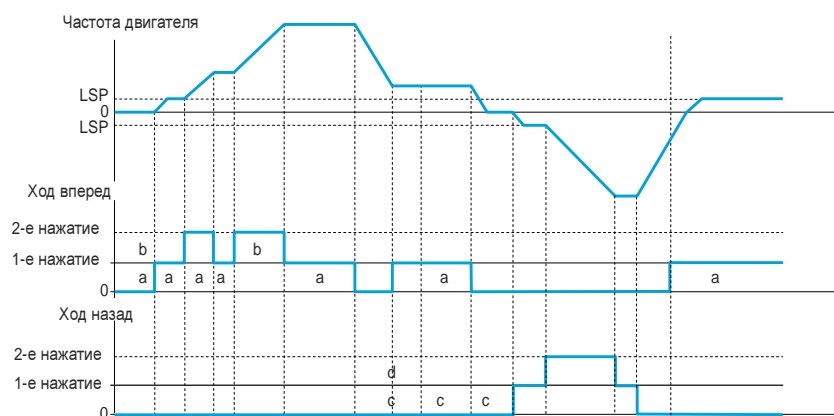 Частота двигателя
LSP
0
LSP
Ход вперед
2-е нажатие
b b
1-е нажатие
a a a a a a a
0
Ход назад
2-е нажатие
d
1-е нажатие
c c c
0